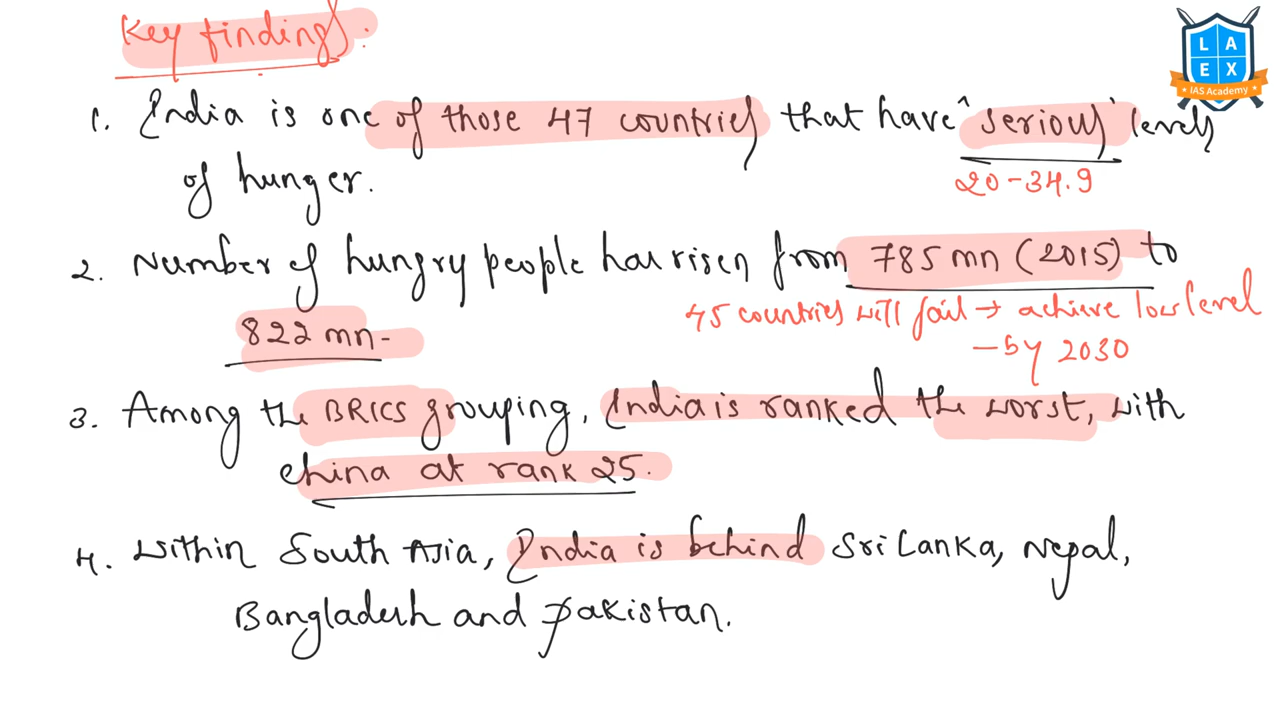 Key findings:
LAEX
IAS Academy
1. India is one of those 47 countries that have 'serious' levels
of hunger.
20-34.9
2. Number of hungry people has risen from 785 mn (2015) to
822 mn-
45 countries will fail → achieve low level
- by 2030
3. Among the BRICS grouping, India is ranked the worst, with
china at rank 25.
4. within South Asia, India is behind Sri Lanka, Nepal,
Bangladesh and Pakistan.